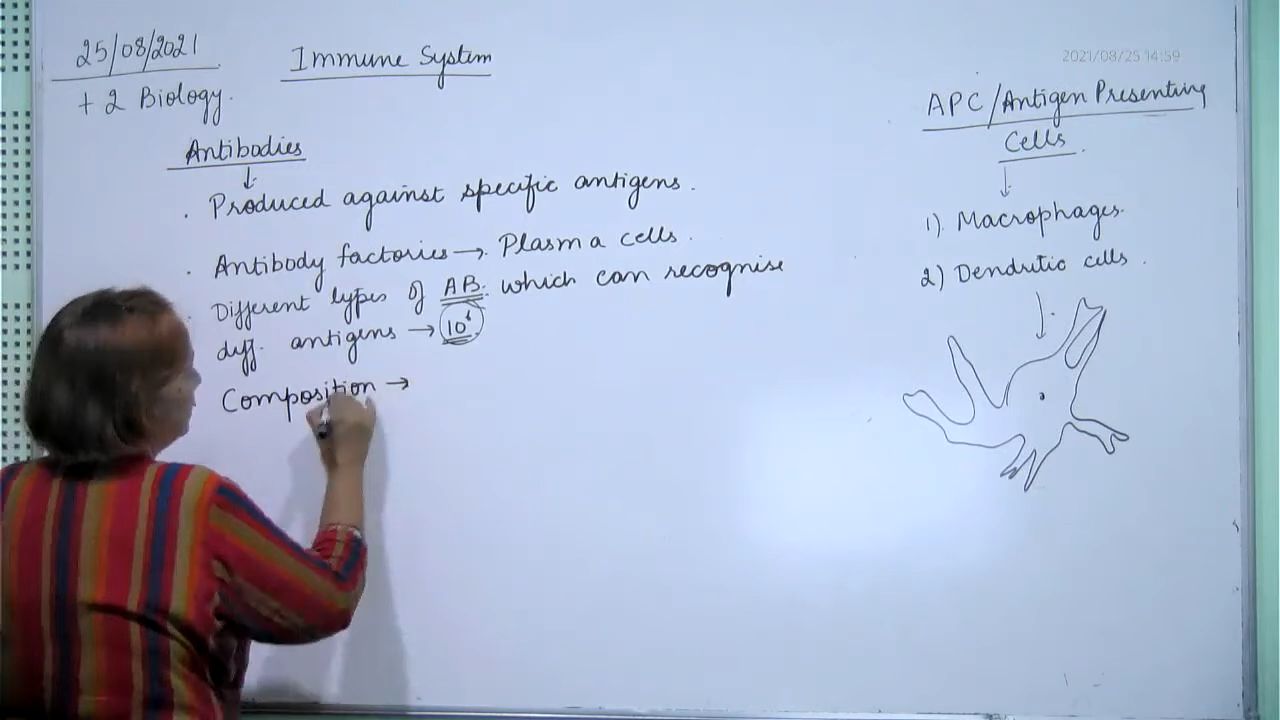 25/08/2021
+ 2 Biology.
Immune System
2021/08/25 14:59
Antibodies
↓
. Produced against specific antigens.
. Antibody factories → Plasma cells.
. Different types of AB. which can recognise
diff. antigens → 10⁶
Composition →
APC/Antigen Presenting
Cells.
↓
1). Macrophages.
2) Dendritic cells.
↓